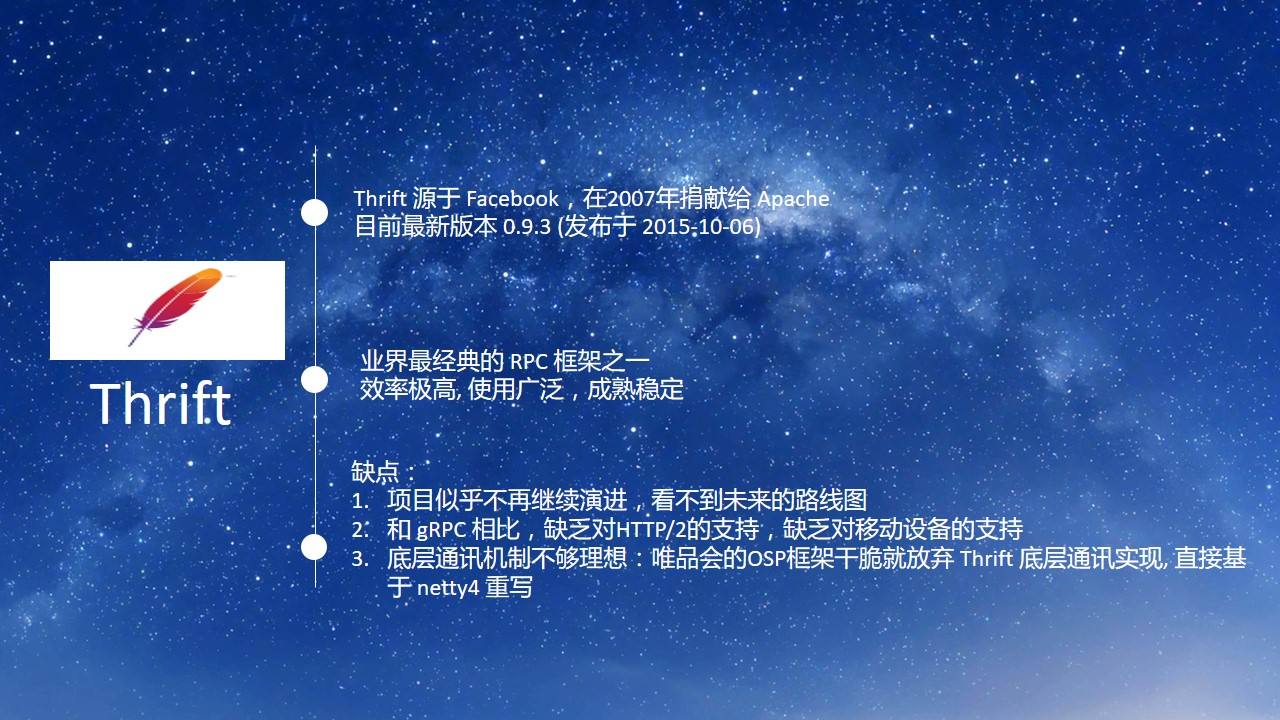 Thrift 源于 Facebook，在2007年捐献给 Apache
目前最新版本 0.9.3 (发布于 2015-10-06)
Thrift
业界最经典的 RPC 框架之一
效率极高, 使用广泛，成熟稳定
缺点：
1. 项目似乎不再继续演进，看不到未来的路线图
2. 和 gRPC 相比，缺乏对HTTP/2的支持，缺乏对移动设备的支持
3. 底层通讯机制不够理想：唯品会的OSP框架干脆就放弃 Thrift 底层通讯实现, 直接基
于 netty4 重写